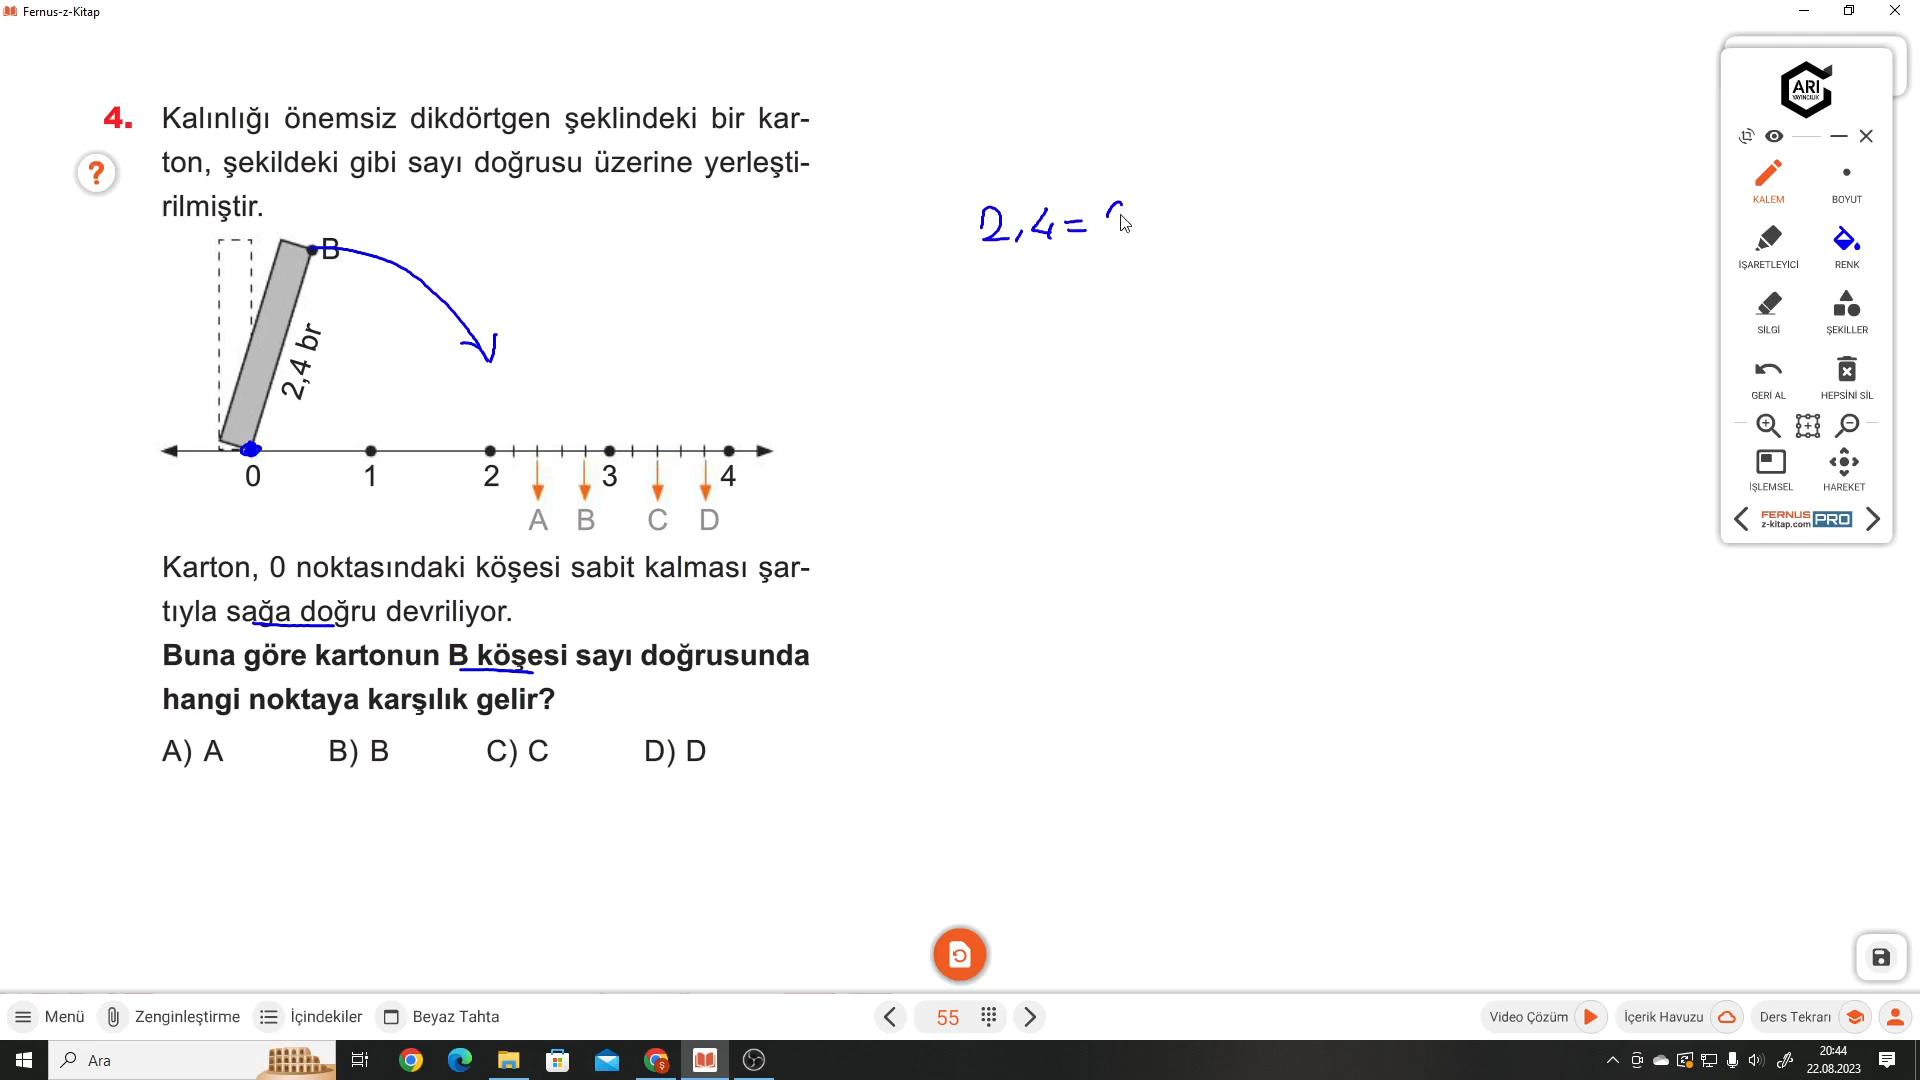 Fernus-z-Kitap
4. Kalınlığı önemsiz dikdörtgen şeklindeki bir kar-
ton, şekildeki gibi sayı doğrusu üzerine yerleşti-
rilmiştir.
2,4 =
B
2,4 br
0 1 2 3 4
A B C D
Karton, 0 noktasındaki köşesi sabit kalması şar-
tıyla sağa doğru devriliyor.
Buna göre kartonun B köşesi sayı doğrusunda
hangi noktaya karşılık gelir?
A) A B) B C) C D) D
ARI
YAYINCILIK
KALEM BOYUT
İŞARETLEYİCİ RENK
SİLGİ ŞEKİLLER
GERİ AL HEPSİNİ SİL
İŞLEMSEL HAREKET
FERNUS
z-kitap.com PRO
Menü Zenginleştirme İçindekiler Beyaz Tahta 55 Video Çözüm İçerik Havuzu Ders Tekrarı
Ara
20:44
22.08.2023